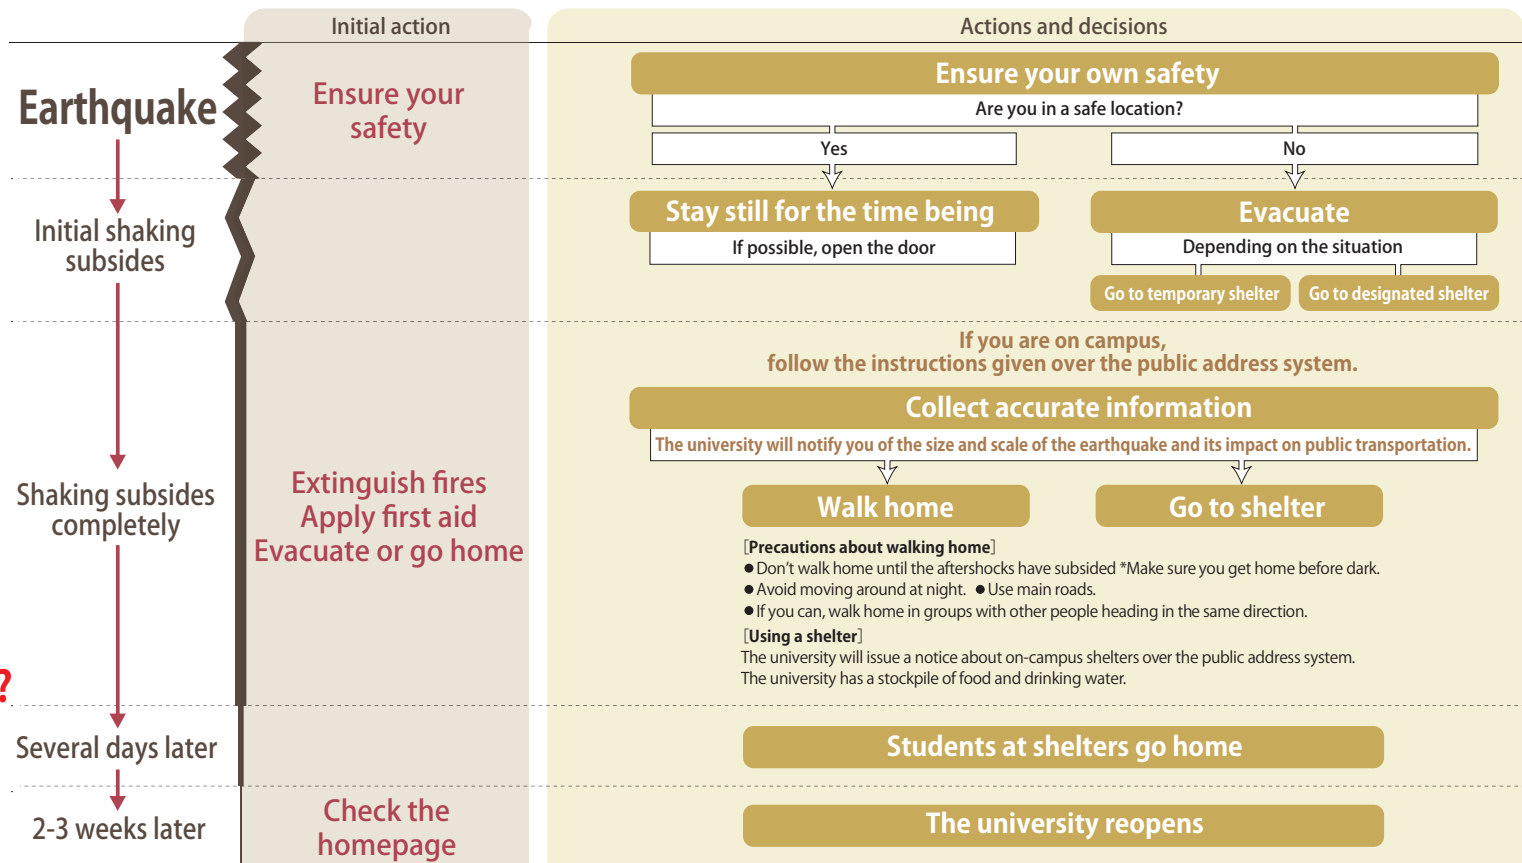 Initial action
Actions and decisions
Earthquake
Ensure your
safety
Ensure your own safety
Are you in a safe location?
Yes
No
Initial shaking
subsides
Stay still for the time being
If possible, open the door
Evacuate
Depending on the situation
Go to temporary shelter
Go to designated shelter
If you are on campus,
follow the instructions given over the public address system.
Collect accurate information
The university will notify you of the size and scale of the earthquake and its impact on public transportation.
Shaking subsides
completely
Extinguish fires
Apply first aid
Evacuate or go home
Walk home
Go to shelter
[Precautions about walking home]
●Don't walk home until the aftershocks have subsided *Make sure you get home before dark.
●Avoid moving around at night. ●Use main roads.
●If you can, walk home in groups with other people heading in the same direction.
[Using a shelter]
The university will issue a notice about on-campus shelters over the public address system.
The university has a stockpile of food and drinking water.
?
Several days later
Students at shelters go home
2-3 weeks later
Check the
homepage
The university reopens